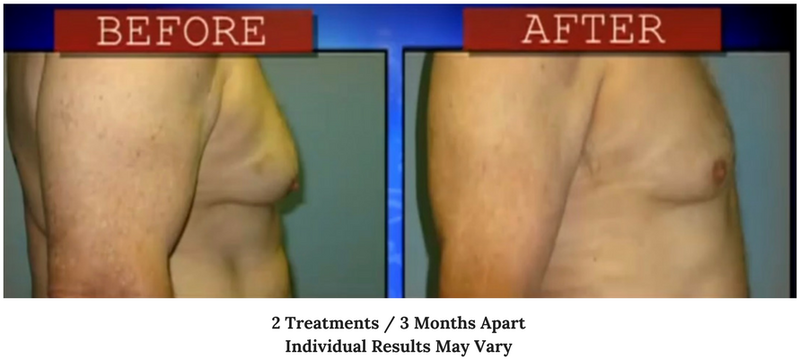 BEFORE
AFTER
2 Treatments / 3 Months Apart
Individual Results May Vary